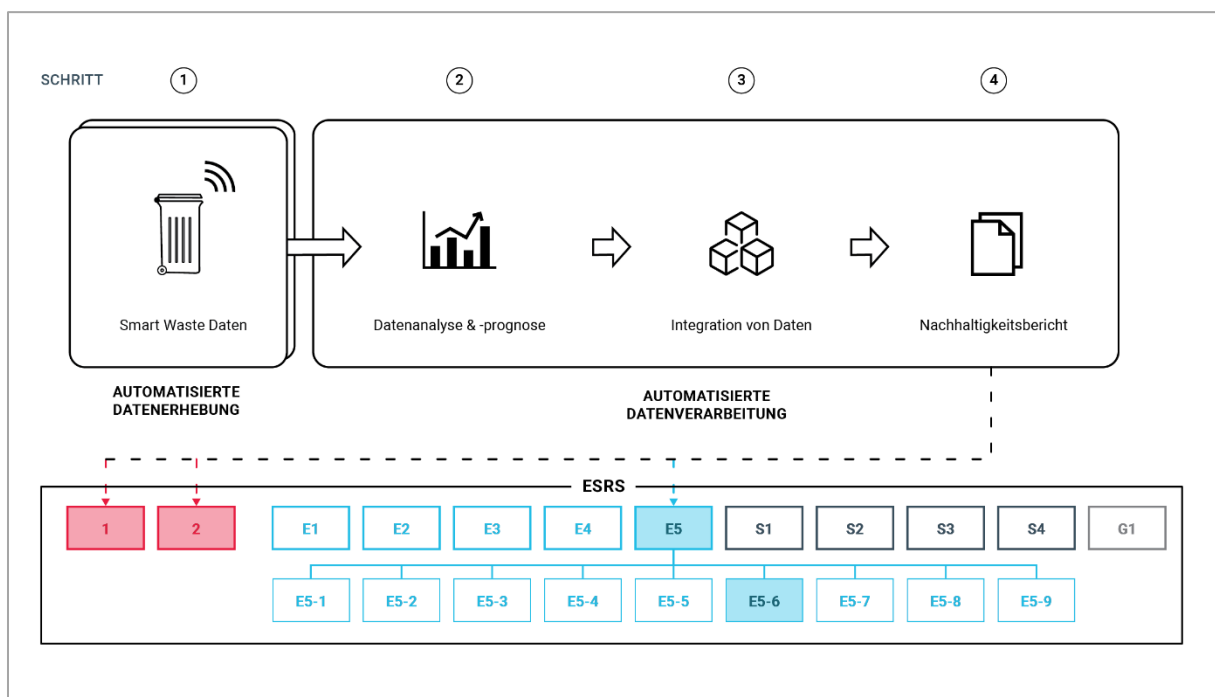 SCHRITT
1
2
3
4
Smart Waste Daten
Datenanalyse & -prognose
Integration von Daten
Nachhaltigkeitsbericht
AUTOMATISIERTE
DATENERHEBUNG
AUTOMATISIERTE
DATENVERARBEITUNG
ESRS
1
2
E1
E2
E3
E4
E5
S1
S2
S3
S4
G1
E5-1
E5-2
E5-3
E5-4
E5-5
E5-6
E5-7
E5-8
E5-9